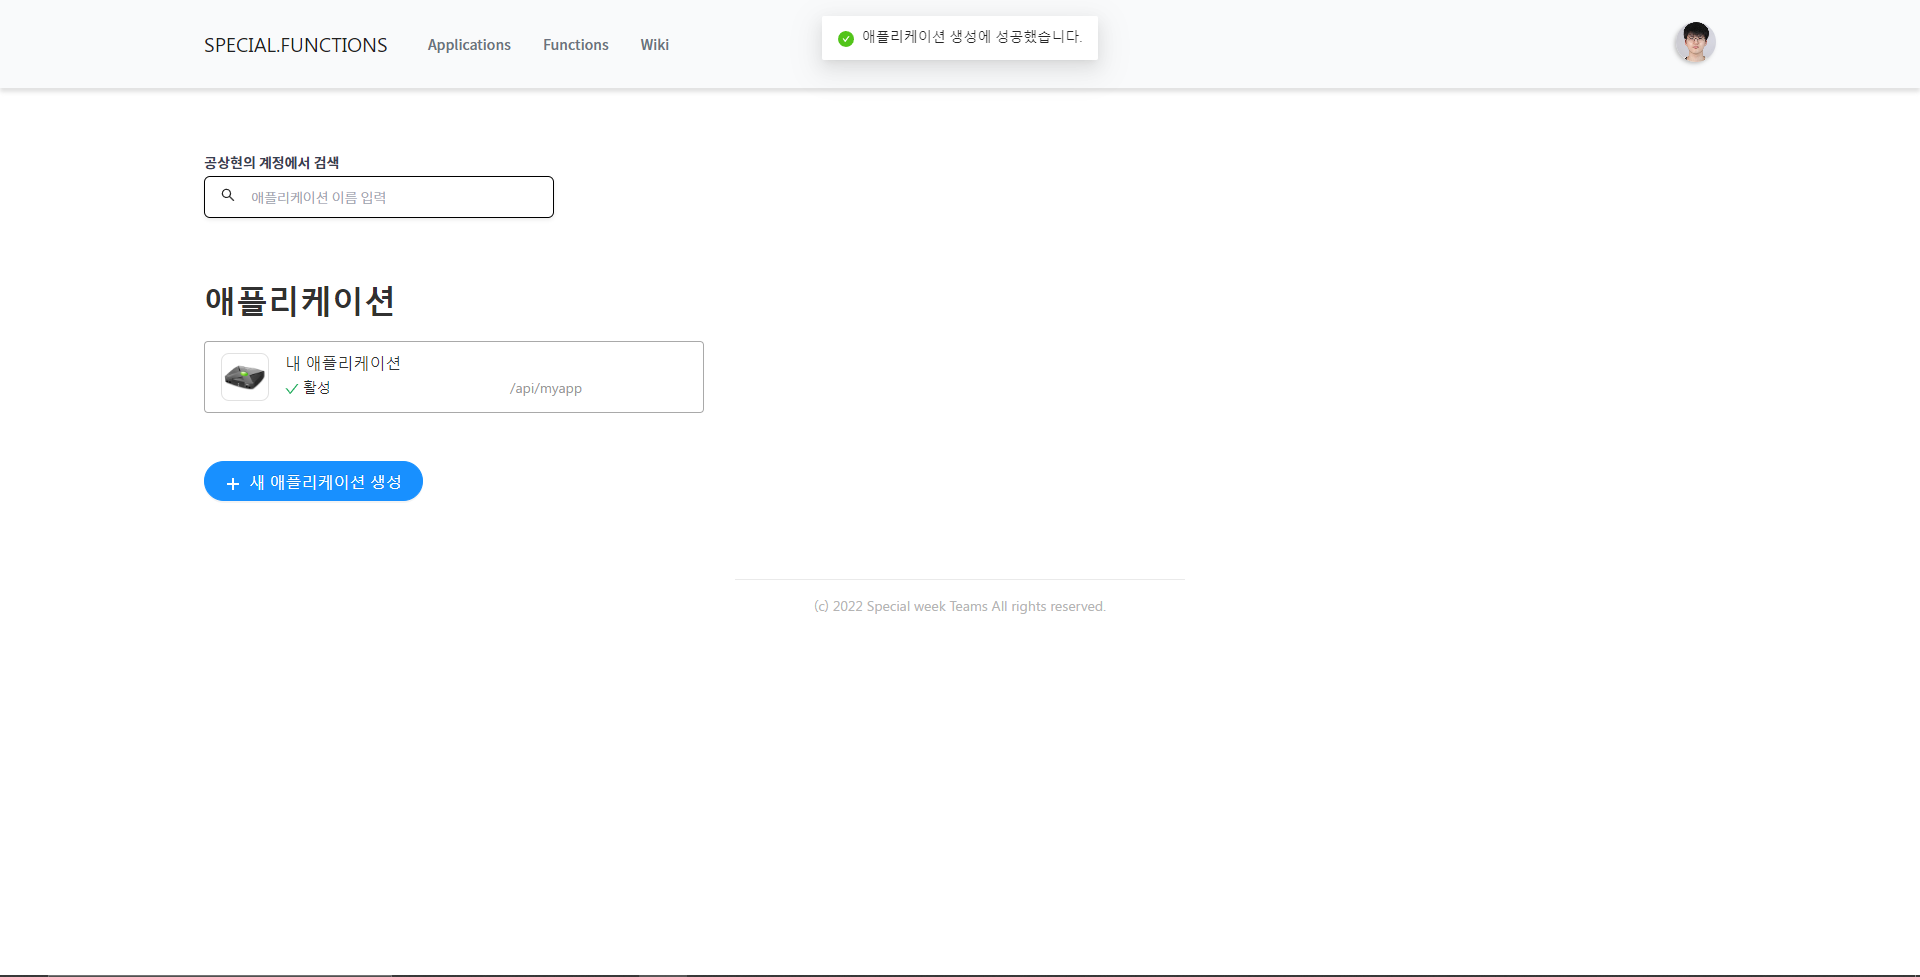 SPECIAL.FUNCTIONS
Applications
Functions
Wiki
애플리케이션 생성에 성공했습니다.
공상현의 계정에서 검색
애플리케이션 이름 입력
애플리케이션
내 애플리케이션
활성
/api/myapp
새 애플리케이션 생성
(c) 2022 Special week Teams All rights reserved.